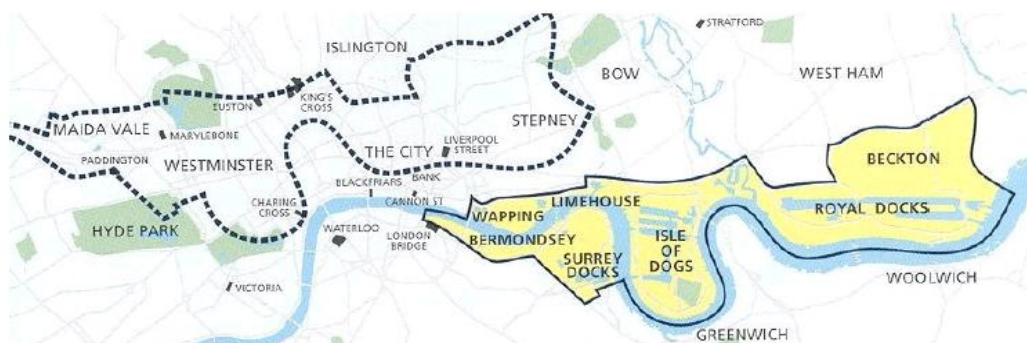 STRATFORD
ISLINGTON
BOW
WEST HAM
EUSTON
KING'S
CROSS
MAIDA VALE
MARYLEBONE
STEPNEY
LIVERPOOL
STREET
THE CITY
PADDINGTON
WESTMINSTER
BECKTON
BANK
BLACKFRIARS
CANNON ST
CHARING
CROSS
LIMEHOUSE
WAPPING
ROYAL DOCKS
HYDE PARK
WATERLOO
LONDON
BRIDGE
BERMONDSEY
ISLE
OF
DOGS
SURREY
DOCKS
WOOLWICH
VICTORIA
GREENWICH